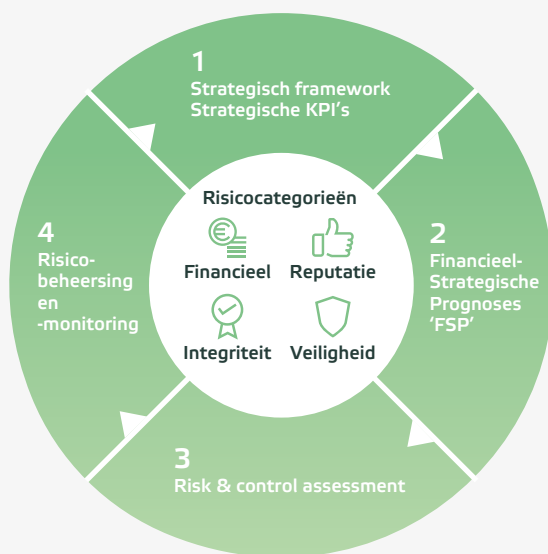 1
Strategisch framework
Strategische KPI’s
2
Financieel-
Strategische
Prognoses
‘FSP’
3
Risk & control assessment
4
Risico-
beheersing
en
-monitoring
Risicocategorieën
Financieel Reputatie
Integriteit Veiligheid